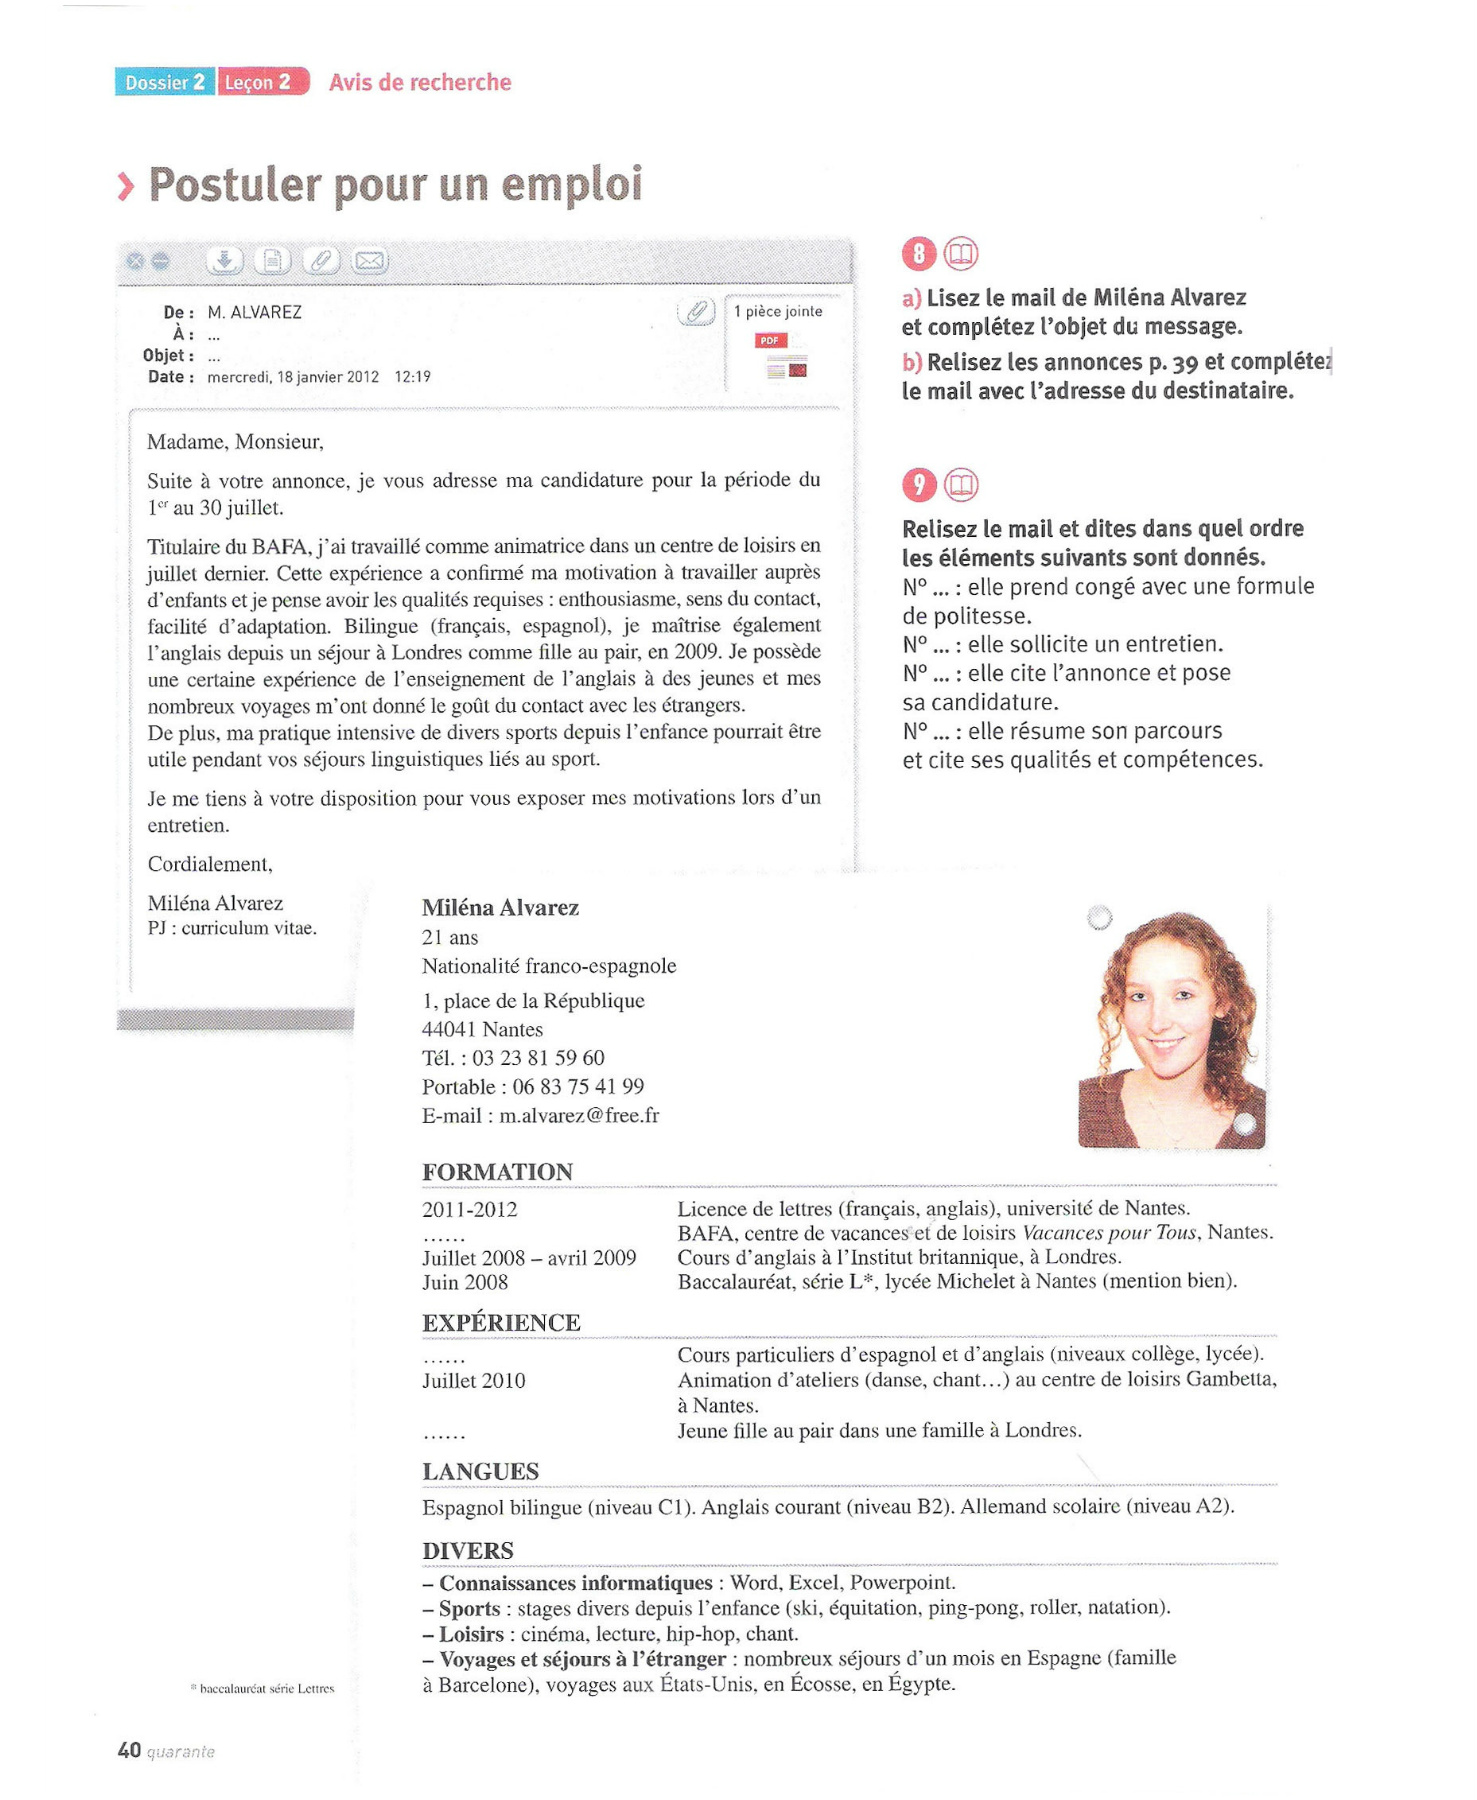 Dossier 2 Leçon 2 Avis de recherche
› Postuler pour un emploi
De : M. ALVAREZ
À : ...
Objet : ...
Date : mercredi, 18 janvier 2012 12:19
1 pièce jointe
PDF
Madame, Monsieur,
Suite à votre annonce, je vous adresse ma candidature pour la période du
1er au 30 juillet.
Titulaire du BAFA, j'ai travaillé comme animatrice dans un centre de loisirs en
juillet dernier. Cette expérience a confirmé ma motivation à travailler auprès
d'enfants et je pense avoir les qualités requises : enthousiasme, sens du contact,
facilité d'adaptation. Bilingue (français, espagnol), je maîtrise également
l'anglais depuis un séjour à Londres comme fille au pair, en 2009. Je possède
une certaine expérience de l'enseignement de l'anglais à des jeunes et mes
nombreux voyages m'ont donné le goût du contact avec les étrangers.
De plus, ma pratique intensive de divers sports depuis l'enfance pourrait être
utile pendant vos séjours linguistiques liés au sport.
Je me tiens à votre disposition pour vous exposer mes motivations lors d'un
entretien.
Cordialement,
Miléna Alvarez
PJ : curriculum vitae.
8
a) Lisez le mail de Miléna Alvarez
et complétez l'objet du message.
b) Relisez les annonces p. 39 et complétez
le mail avec l'adresse du destinataire.
9
Relisez le mail et dites dans quel ordre
les éléments suivants sont donnés.
N° ... : elle prend congé avec une formule
de politesse.
N° ... : elle sollicite un entretien.
N° ... : elle cite l'annonce et pose
sa candidature.
N° ... : elle résume son parcours
et cite ses qualités et compétences.
Miléna Alvarez
21 ans
Nationalité franco-espagnole
1, place de la République
44041 Nantes
Tél. : 03 23 81 59 60
Portable : 06 83 75 41 99
E-mail : m.alvarez@free.fr
FORMATION
2011-2012 Licence de lettres (français, anglais), université de Nantes.
...... BAFA, centre de vacances et de loisirs Vacances pour Tous, Nantes.
Juillet 2008 – avril 2009 Cours d'anglais à l'Institut britannique, à Londres.
Juin 2008 Baccalauréat, série L*, lycée Michelet à Nantes (mention bien).
EXPÉRIENCE
...... Cours particuliers d'espagnol et d'anglais (niveaux collège, lycée).
Juillet 2010 Animation d'ateliers (danse, chant...) au centre de loisirs Gambetta,
à Nantes.
...... Jeune fille au pair dans une famille à Londres.
LANGUES
Espagnol bilingue (niveau C1). Anglais courant (niveau B2). Allemand scolaire (niveau A2).
DIVERS
– Connaissances informatiques : Word, Excel, Powerpoint.
– Sports : stages divers depuis l'enfance (ski, équitation, ping-pong, roller, natation).
– Loisirs : cinéma, lecture, hip-hop, chant.
– Voyages et séjours à l'étranger : nombreux séjours d'un mois en Espagne (famille
à Barcelone), voyages aux États-Unis, en Écosse, en Égypte.
* baccalauréat série Lettres
40 quarante